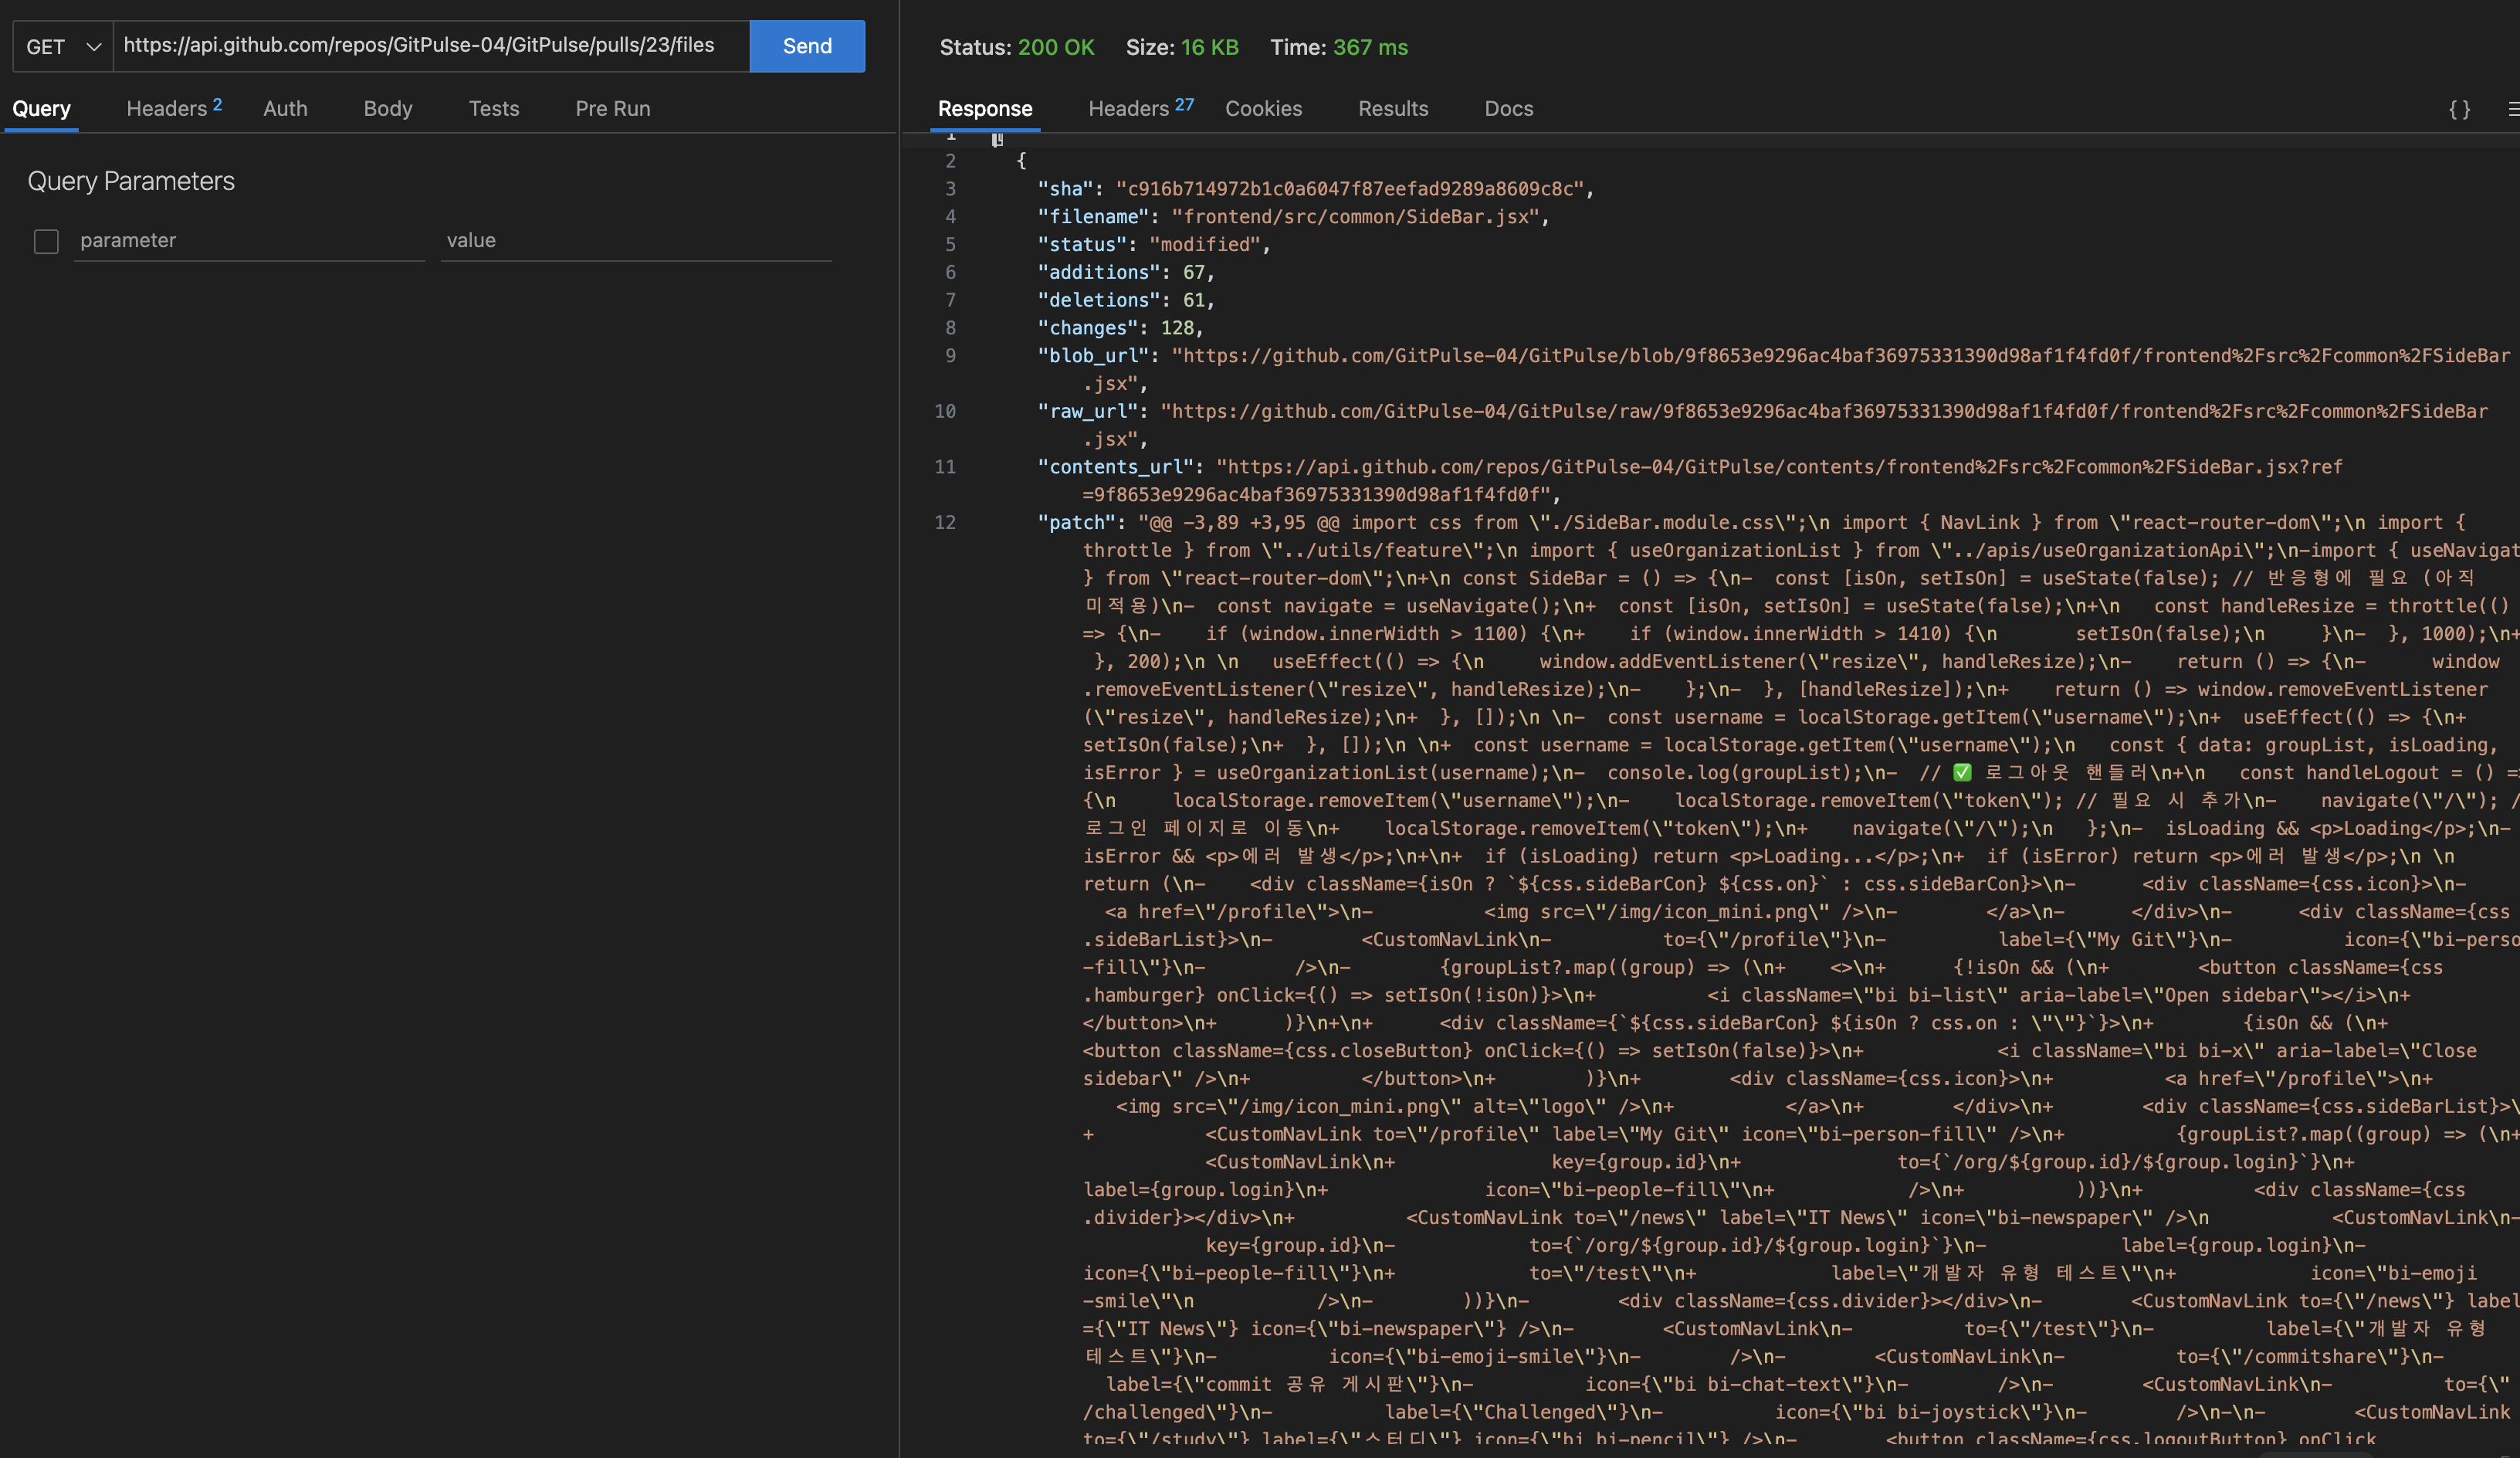 GET
https://api.github.com/repos/GitPulse-04/GitPulse/pulls/23/files
Send
Query
Headers 2
Auth
Body
Tests
Pre Run
Query Parameters
parameter
value
Status: 200 OK Size: 16 KB Time: 367 ms
Response
Headers 27
Cookies
Results
Docs
{}
1 [
2 {
3 "sha": "c916b714972b1c0a6047f87eefad9289a8609c8c",
4 "filename": "frontend/src/common/SideBar.jsx",
5 "status": "modified",
6 "additions": 67,
7 "deletions": 61,
8 "changes": 128,
9 "blob_url": "https://github.com/GitPulse-04/GitPulse/blob/9f8653e9296ac4baf36975331390d98af1f4fd0f/frontend%2Fsrc%2Fcommon%2FSideBar
.jsx",
10 "raw_url": "https://github.com/GitPulse-04/GitPulse/raw/9f8653e9296ac4baf36975331390d98af1f4fd0f/frontend%2Fsrc%2Fcommon%2FSideBar
.jsx",
11 "contents_url": "https://api.github.com/repos/GitPulse-04/GitPulse/contents/frontend%2Fsrc%2Fcommon%2FSideBar.jsx?ref
=9f8653e9296ac4baf36975331390d98af1f4fd0f",
12 "patch": "@@ -3,89 +3,95 @@ import css from \"./SideBar.module.css\";\n import { NavLink } from \"react-router-dom\";\n import {
throttle } from \"../utils/feature\";\n import { useOrganizationList } from \"../apis/useOrganizationApi\";\n-import { useNavigat
} from \"react-router-dom\";\n+\n const SideBar = () => {\n-  const [isOn, setIsOn] = useState(false); // 반응형에 필요 (아직
미적용)\n-  const navigate = useNavigate();\n+  const [isOn, setIsOn] = useState(false);\n+\n   const handleResize = throttle(()
=> {\n-    if (window.innerWidth > 1100) {\n+    if (window.innerWidth > 1410) {\n       setIsOn(false);\n     }\n-  }, 1000);\n+
}, 200);\n \n   useEffect(() => {\n     window.addEventListener(\"resize\", handleResize);\n-    return () => {\n-      window
.removeEventListener(\"resize\", handleResize);\n-    };\n-  }, [handleResize]);\n+    return () => window.removeEventListener
(\"resize\", handleResize);\n+  }, []);\n \n-  const username = localStorage.getItem(\"username\");\n+  useEffect(() => {\n+
setIsOn(false);\n+  }, []);\n \n+  const username = localStorage.getItem(\"username\");\n   const { data: groupList, isLoading,
isError } = useOrganizationList(username);\n-  console.log(groupList);\n-  // ✅ 로그아웃 핸들러\n+\n   const handleLogout = () =>
{\n     localStorage.removeItem(\"username\");\n-    localStorage.removeItem(\"token\"); // 필요 시 추가\n-    navigate(\"/\"); /
로그인 페이지로 이동\n+    localStorage.removeItem(\"token\");\n+    navigate(\"/\");\n   };\n-  isLoading && <p>Loading</p>;\n-
isError && <p>에러 발생</p>;\n+\n+  if (isLoading) return <p>Loading...</p>;\n+  if (isError) return <p>에러 발생</p>;\n \n
return (\n-    <div className={isOn ? `${css.sideBarCon} ${css.on}` : css.sideBarCon}>\n-      <div className={css.icon}>\n-
<a href=\"/profile\">\n-          <img src=\"/img/icon_mini.png\" />\n-        </a>\n-      </div>\n-      <div className={css
.sideBarList}>\n-        <CustomNavLink\n-          to={\"/profile\"}\n-          label={\"My Git\"}\n-          icon={\"bi-perso
-fill\"}\n-        />\n-        {groupList?.map((group) => (\n+    <>\n+      {!isOn && (\n+        <button className={css
.hamburger} onClick={() => setIsOn(!isOn)}>\n+          <i className=\"bi bi-list\" aria-label=\"Open sidebar\"></i>\n+
</button>\n+      )}\n+\n+      <div className={`${css.sideBarCon} ${isOn ? css.on : \"\"}`}>\n+        {isOn && (\n+
<button className={css.closeButton} onClick={() => setIsOn(false)}>\n+            <i className=\"bi bi-x\" aria-label=\"Close
sidebar\" />\n+          </button>\n+        )}\n+        <div className={css.icon}>\n+          <a href=\"/profile\">\n+
<img src=\"/img/icon_mini.png\" alt=\"logo\" />\n+          </a>\n+        </div>\n+        <div className={css.sideBarList}>\
+          <CustomNavLink to=\"/profile\" label=\"My Git\" icon=\"bi-person-fill\" />\n+          {groupList?.map((group) => (\n+
<CustomNavLink\n+              key={group.id}\n+              to={`/org/${group.id}/${group.login}`}\n+
label={group.login}\n+              icon=\"bi-people-fill\"\n+            />\n+          ))}\n+          <div className={css
.divider}></div>\n+          <CustomNavLink to=\"/news\" label=\"IT News\" icon=\"bi-newspaper\" />\n           <CustomNavLink\n-
key={group.id}\n-            to={`/org/${group.id}/${group.login}`}\n-            label={group.login}\n-
icon={\"bi-people-fill\"}\n+            to=\"/test\"\n+            label=\"개발자 유형 테스트\"\n+            icon=\"bi-emoji
-smile\"\n           />\n-        ))}\n-        <div className={css.divider}></div>\n-        <CustomNavLink to={\"/news\"} label
={\"IT News\"} icon={\"bi-newspaper\"} />\n-        <CustomNavLink\n-          to={\"/test\"}\n-          label={\"개발자 유형
테스트\"}\n-          icon={\"bi-emoji-smile\"}\n-        />\n-        <CustomNavLink\n-          to={\"/commitshare\"}\n-
label={\"commit 공유 게시판\"}\n-          icon={\"bi bi-chat-text\"}\n-        />\n-        <CustomNavLink\n-          to={\"
/challenged\"}\n-          label={\"Challenged\"}\n-          icon={\"bi bi-joystick\"}\n-        />\n-\n-        <CustomNavLink
to={\"/study\"} label={\"스터디\"} icon={\"bi bi-pencil\"} />\n-        <button className={css.logoutButton} onClick